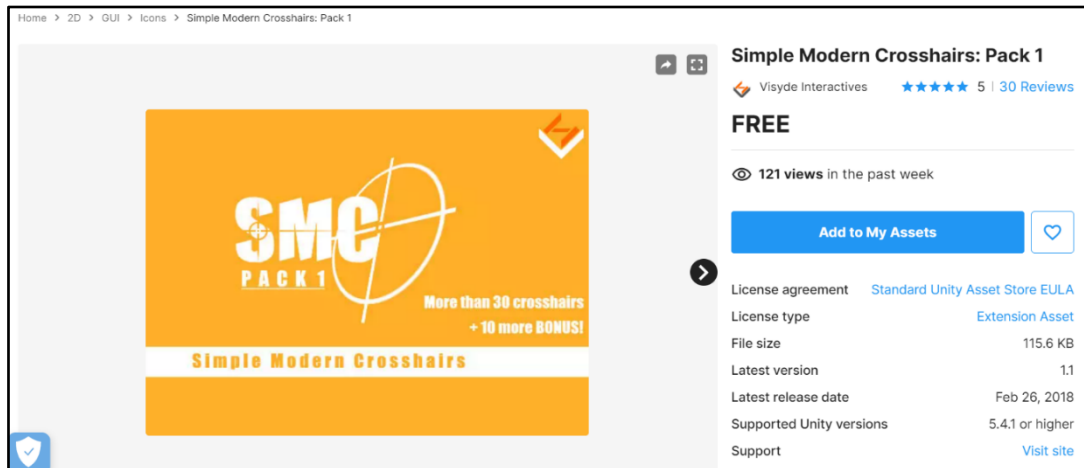 Home > 2D > GUI > Icons > Simple Modern Crosshairs: Pack 1
SMC
PACK 1
More than 30 crosshairs
+ 10 more BONUS!
Simple Modern Crosshairs
Simple Modern Crosshairs: Pack 1
Visyde Interactives 5 | 30 Reviews
FREE
121 views in the past week
Add to My Assets
License agreement Standard Unity Asset Store EULA
License type Extension Asset
File size 115.6 KB
Latest version 1.1
Latest release date Feb 26, 2018
Supported Unity versions 5.4.1 or higher
Support Visit site